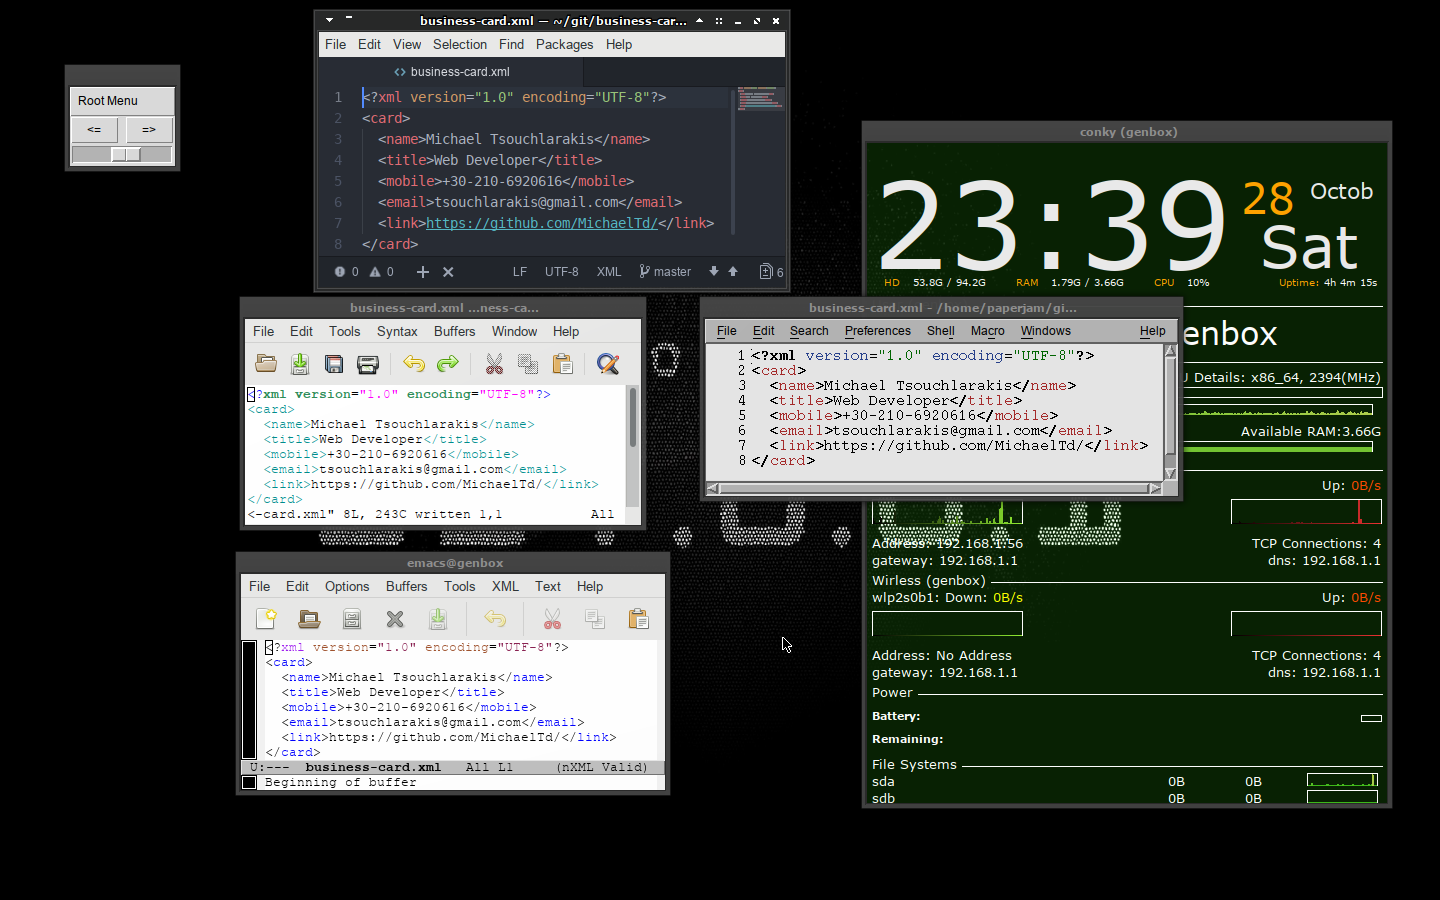 business-card.xml — ~/git/business-car...
File Edit View Selection Find Packages Help
business-card.xml
1 <?xml version="1.0" encoding="UTF-8"?>
2 <card>
3 <name>Michael Tsouchlarakis</name>
4 <title>Web Developer</title>
5 <mobile>+30-210-6920616</mobile>
6 <email>tsouchlarakis@gmail.com</email>
7 <link>https://github.com/MichaelTd/</link>
8 </card>
0 0 LF UTF-8 XML master 6
Root Menu
<= =>
conky (genbox)
23:39 28 Octob
Sat
HD 53.8G / 94.2G RAM 1.79G / 3.66G CPU 10% Uptime: 4h 4m 15s
enbox
U Details: x86_64, 2394(MHz)
Available RAM:3.66G
Up: 0B/s
Address: 192.168.1.56 TCP Connections: 4
gateway: 192.168.1.1 dns: 192.168.1.1
Wirless (genbox)
wlp2s0b1: Down: 0B/s Up: 0B/s
Address: No Address TCP Connections: 4
gateway: 192.168.1.1 dns: 192.168.1.1
Power
Battery:
Remaining:
File Systems
sda 0B 0B
sdb 0B 0B
business-card.xml ...ness-ca...
File Edit Tools Syntax Buffers Window Help
<?xml version="1.0" encoding="UTF-8"?>
<card>
<name>Michael Tsouchlarakis</name>
<title>Web Developer</title>
<mobile>+30-210-6920616</mobile>
<email>tsouchlarakis@gmail.com</email>
<link>https://github.com/MichaelTd/</link>
</card>
<-card.xml" 8L, 243C written 1,1 All
business-card.xml - /home/paperjam/gi...
File Edit Search Preferences Shell Macro Windows Help
1 <?xml version="1.0" encoding="UTF-8"?>
2 <card>
3 <name>Michael Tsouchlarakis</name>
4 <title>Web Developer</title>
5 <mobile>+30-210-6920616</mobile>
6 <email>tsouchlarakis@gmail.com</email>
7 <link>https://github.com/MichaelTd/</link>
8 </card>
emacs@genbox
File Edit Options Buffers Tools XML Text Help
<?xml version="1.0" encoding="UTF-8"?>
<card>
<name>Michael Tsouchlarakis</name>
<title>Web Developer</title>
<mobile>+30-210-6920616</mobile>
<email>tsouchlarakis@gmail.com</email>
<link>https://github.com/MichaelTd/</link>
</card>
U:--- business-card.xml All L1 (nXML Valid)
Beginning of buffer